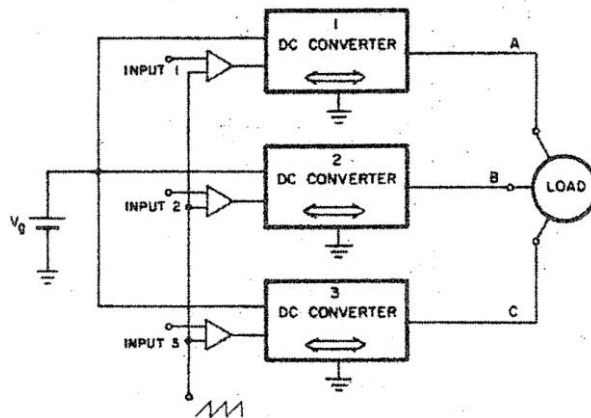 1
DC CONVERTER
A
INPUT 1
2
DC CONVERTER
B
LOAD
INPUT 2
Vg
3
DC CONVERTER
C
INPUT 3